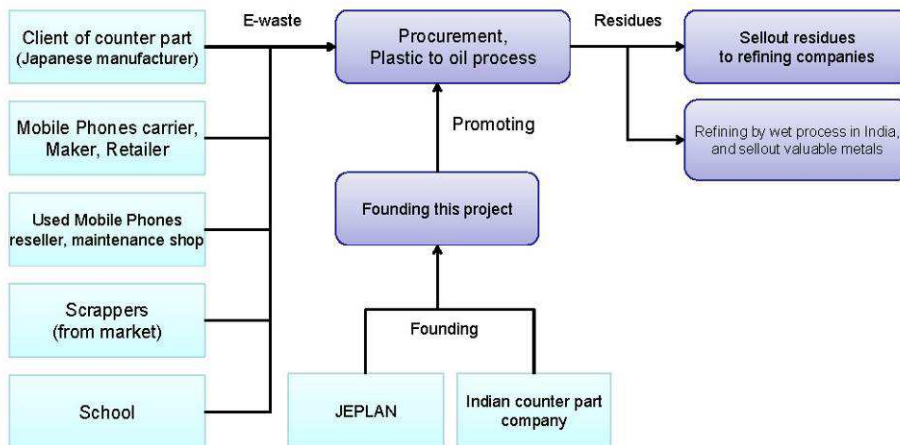 E-waste
Residues
Client of counter part
(Japanese manufacturer)
Procurement,
Plastic to oil process
Sellout residues
to refining companies
Mobile Phones carrier,
Maker, Retailer
Promoting
Refining by wet process in India,
and sellout valuable metals
Used Mobile Phones
reseller, maintenance shop
Founding this project
Scrappers
(from market)
Founding
School
JEPLAN
Indian counter part
company